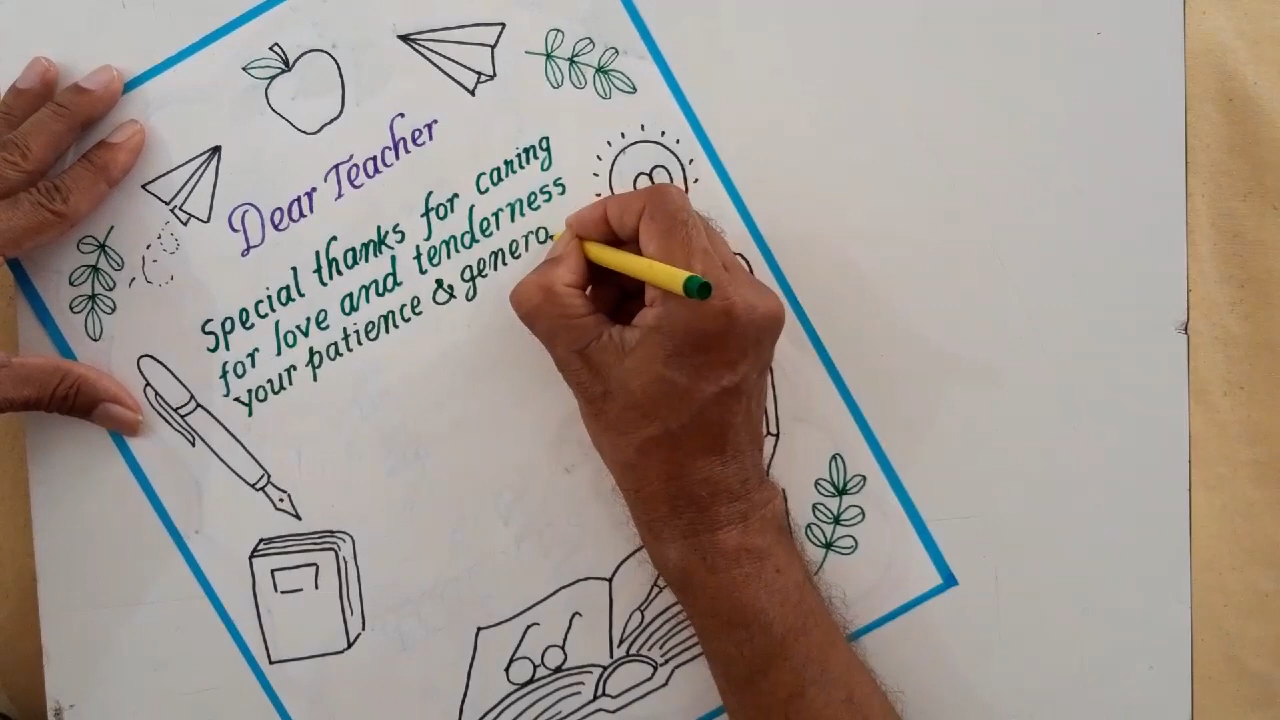 Dear Teacher
Special thanks for caring
for love and tenderness
your patience & genero